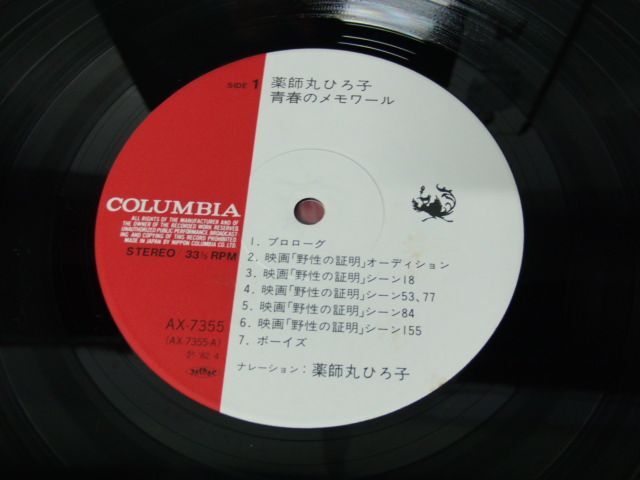 SIDE 1
薬師丸ひろ子
青春のメモワール
COLUMBIA
ALL RIGHTS OF THE MANUFACTURER AND OF
THE OWNER OF THE RECORDED WORK RESERVED
UNAUTHORIZED PUBLIC PERFORMANCE BROADCAST
ING AND COPYING OF THIS RECORD PROHIBITED
MADE IN JAPAN BY NIPPON COLUMBIA CO. LTD.
STEREO / 33⅓ RPM
1. プロローグ
2. 映画「野性の証明」オーディション
3. 映画「野性の証明」シーン18
4. 映画「野性の証明」シーン53、77
5. 映画「野性の証明」シーン84
6. 映画「野性の証明」シーン155
7. ボーイズ
ナレーション：薬師丸ひろ子
AX-7355
(AX-7355-A)
Ⓟ '82・4